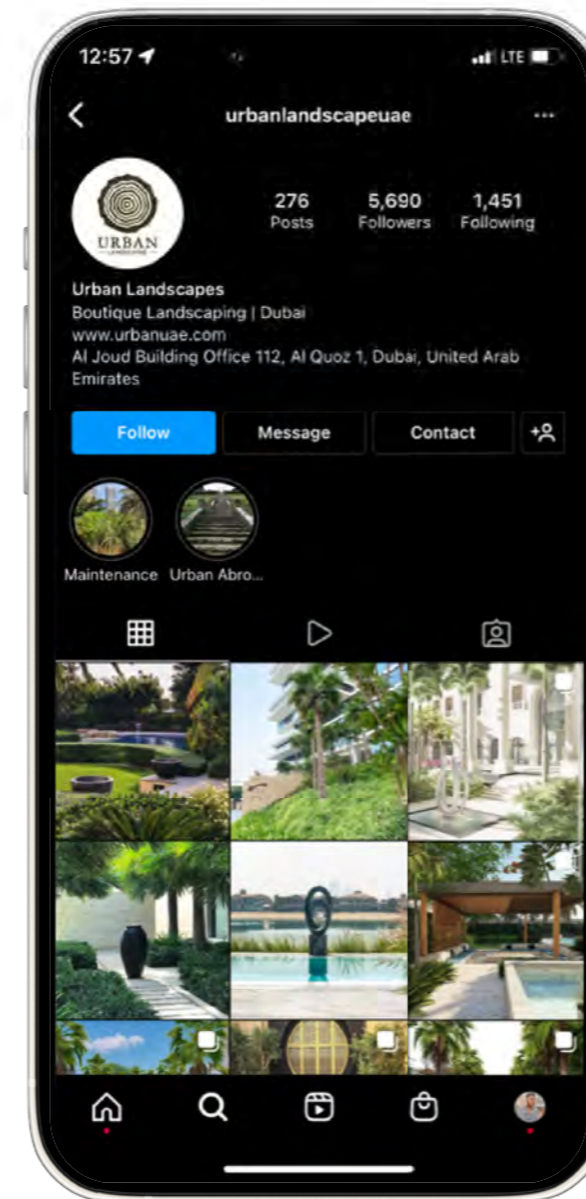 12:57
LTE
urbanlandscapeuae
276 5,690 1,451
Posts Followers Following
URBAN
Urban Landscapes
Boutique Landscaping | Dubai
www.urbanuae.com
Al Joud Building Office 112, Al Quoz 1, Dubai, United Arab
Emirates
Follow Message Contact
Maintenance Urban Abro...